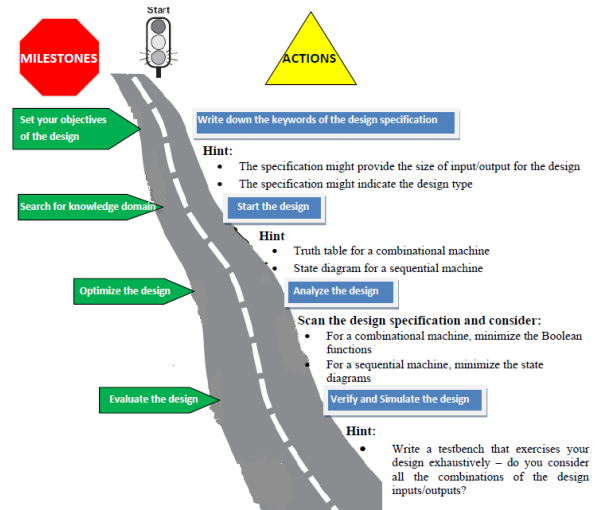 Start
MILESTONES
ACTIONS
Set your objectives
of the design
Write down the keywords of the design specification
Hint:
• The specification might provide the size of input/output for the design
• The specification might indicate the design type
Search for knowledge domain
Start the design
Hint
• Truth table for a combinational machine
• State diagram for a sequential machine
Optimize the design
Analyze the design
Scan the design specification and consider:
• For a combinational machine, minimize the Boolean
functions
• For a sequential machine, minimize the state
diagrams
Evaluate the design
Verify and Simulate the design
Hint:
• Write a testbench that exercises your
design exhaustively – do you consider
all the combinations of the design
inputs/outputs?